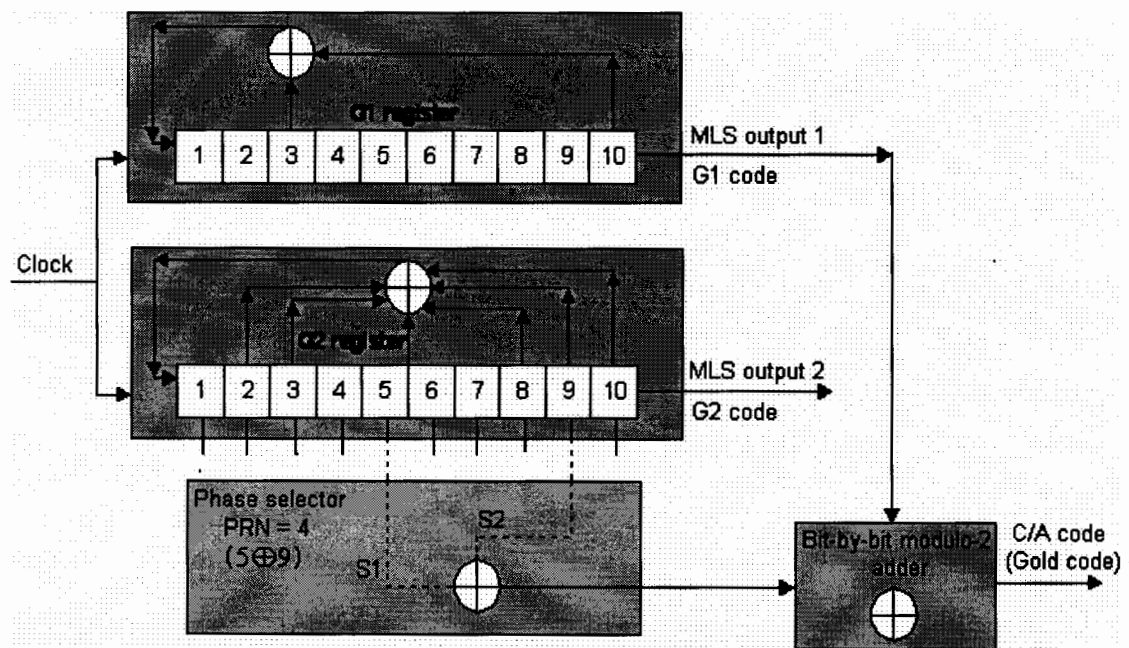 G1 register
1 2 3 4 5 6 7 8 9 10
MLS output 1
G1 code
Clock
G2 register
1 2 3 4 5 6 7 8 9 10
MLS output 2
G2 code
Phase selector
PRN = 4
(5⊕9)
S1
S2
Bit-by-bit modulo-2
adder
C/A code
(Gold code)